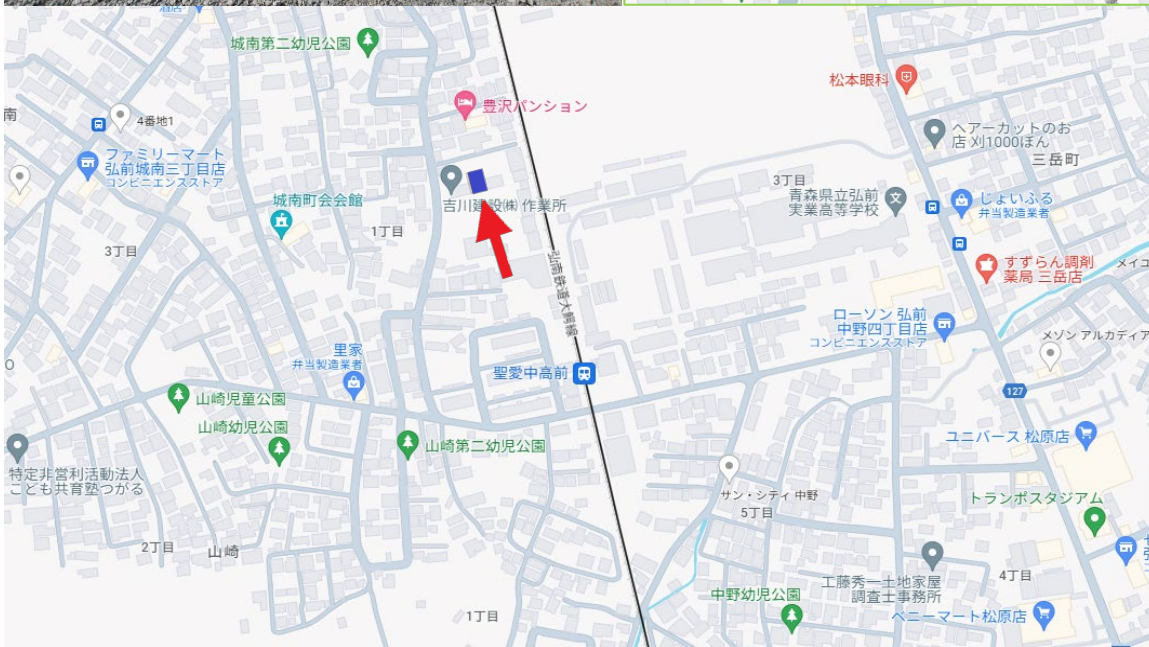 城南第二幼児公園
松本眼科
豊沢パンション
南
4番地1
ヘアーカットのお
店 刈1000ぽん
三岳町
ファミリーマート
弘前城南三丁目店
コンビニエンスストア
城南町会会館
吉川建設㈱ 作業所
3丁目
青森県立弘前
実業高等学校
文
じょいふる
弁当製造業者
1丁目
3丁目
弘南鉄道大鰐線
すずらん調剤
薬局 三岳店
メイユ
ローソン 弘前
中野四丁目店
コンビニエンスストア
メゾン アルカディア
里家
弁当製造業者
聖愛中高前
127
山崎児童公園
山崎幼児公園
山崎第二幼児公園
ユニバース 松原店
特定非営利活動法人
こども共育塾つがる
サン・シティ 中野
5丁目
トランポスタジアム
2丁目
山崎
工藤秀一土地家屋
調査士事務所
4丁目
中野幼児公園
ベニーマート松原店
1丁目